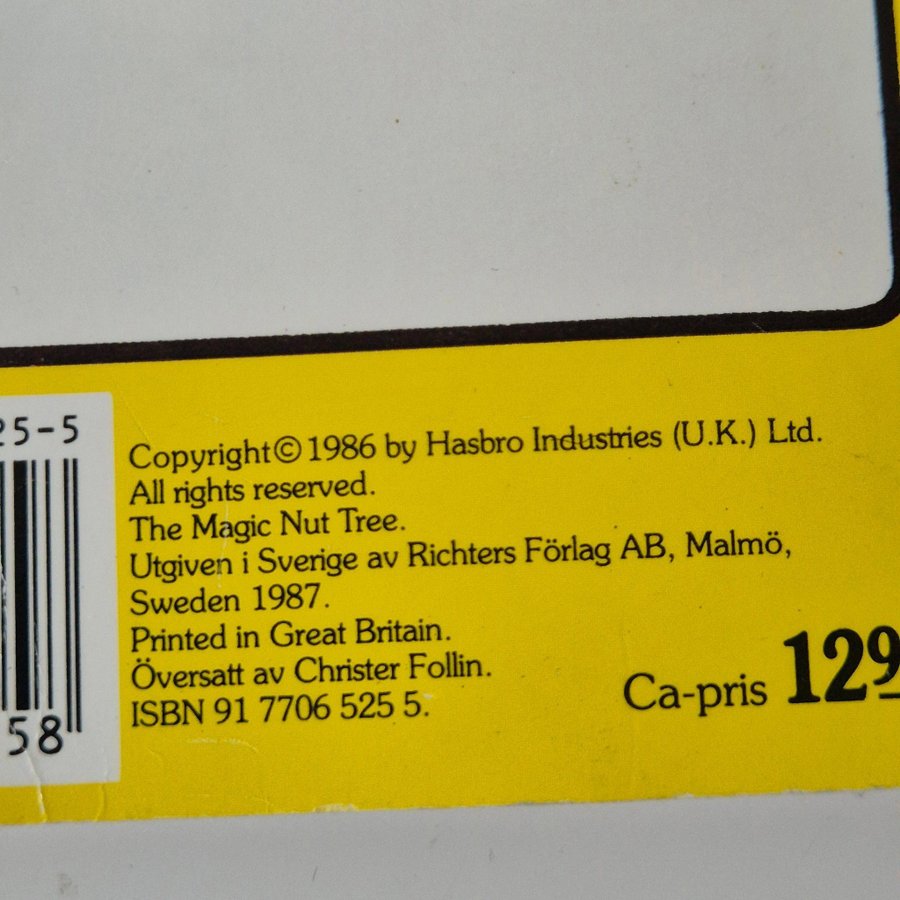 25-5
58
Copyright © 1986 by Hasbro Industries (U.K.) Ltd.
All rights reserved.
The Magic Nut Tree.
Utgiven i Sverige av Richters Förlag AB, Malmö,
Sweden 1987.
Printed in Great Britain.
Översatt av Christer Follin.
ISBN 91 7706 525 5.
Ca-pris 129